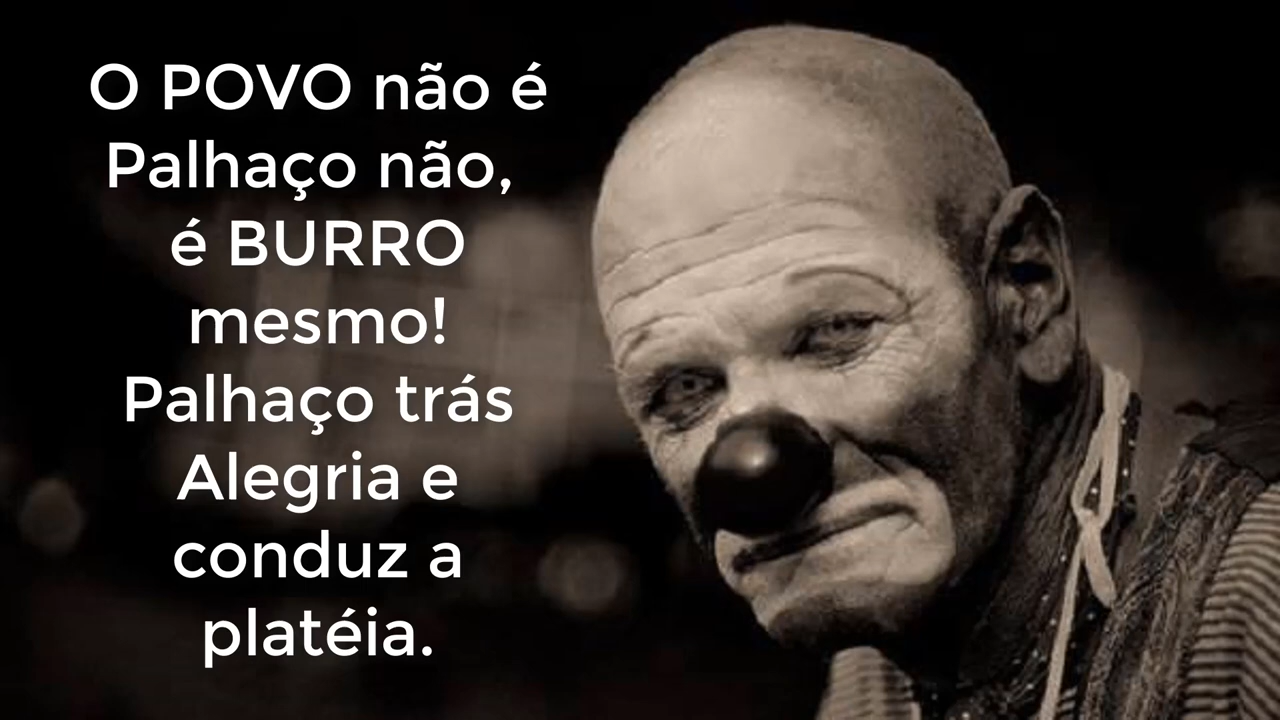 O POVO não é
Palhaço não,
é BURRO
mesmo!
Palhaço trás
Alegria e
conduz a
platéia.